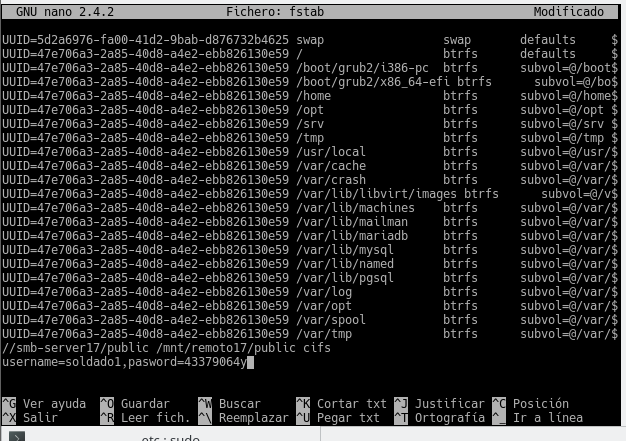 GNU nano 2.4.2 Fichero: fstab Modificado
UUID=5d2a6976-fa00-41d2-9bab-d876732b4625 swap swap defaults $
UUID=47e706a3-2a85-40d8-a4e2-ebb826130e59 / btrfs defaults $
UUID=47e706a3-2a85-40d8-a4e2-ebb826130e59 /boot/grub2/i386-pc btrfs subvol=@/boot$
UUID=47e706a3-2a85-40d8-a4e2-ebb826130e59 /boot/grub2/x86_64-efi btrfs subvol=@/bo$
UUID=47e706a3-2a85-40d8-a4e2-ebb826130e59 /home btrfs subvol=@/home$
UUID=47e706a3-2a85-40d8-a4e2-ebb826130e59 /opt btrfs subvol=@/opt $
UUID=47e706a3-2a85-40d8-a4e2-ebb826130e59 /srv btrfs subvol=@/srv $
UUID=47e706a3-2a85-40d8-a4e2-ebb826130e59 /tmp btrfs subvol=@/tmp $
UUID=47e706a3-2a85-40d8-a4e2-ebb826130e59 /usr/local btrfs subvol=@/usr/$
UUID=47e706a3-2a85-40d8-a4e2-ebb826130e59 /var/cache btrfs subvol=@/var/$
UUID=47e706a3-2a85-40d8-a4e2-ebb826130e59 /var/crash btrfs subvol=@/var/$
UUID=47e706a3-2a85-40d8-a4e2-ebb826130e59 /var/lib/libvirt/images btrfs subvol=@/v$
UUID=47e706a3-2a85-40d8-a4e2-ebb826130e59 /var/lib/machines btrfs subvol=@/var/$
UUID=47e706a3-2a85-40d8-a4e2-ebb826130e59 /var/lib/mailman btrfs subvol=@/var/$
UUID=47e706a3-2a85-40d8-a4e2-ebb826130e59 /var/lib/mariadb btrfs subvol=@/var/$
UUID=47e706a3-2a85-40d8-a4e2-ebb826130e59 /var/lib/mysql btrfs subvol=@/var/$
UUID=47e706a3-2a85-40d8-a4e2-ebb826130e59 /var/lib/named btrfs subvol=@/var/$
UUID=47e706a3-2a85-40d8-a4e2-ebb826130e59 /var/lib/pgsql btrfs subvol=@/var/$
UUID=47e706a3-2a85-40d8-a4e2-ebb826130e59 /var/log btrfs subvol=@/var/$
UUID=47e706a3-2a85-40d8-a4e2-ebb826130e59 /var/opt btrfs subvol=@/var/$
UUID=47e706a3-2a85-40d8-a4e2-ebb826130e59 /var/spool btrfs subvol=@/var/$
UUID=47e706a3-2a85-40d8-a4e2-ebb826130e59 /var/tmp btrfs subvol=@/var/$
//smb-server17/public /mnt/remoto17/public cifs
username=soldado1,pasword=43379064y
^G Ver ayuda ^O Guardar ^W Buscar ^K Cortar txt ^J Justificar ^C Posición
^X Salir ^R Leer fich. ^\ Reemplazar ^U Pegar txt ^T Ortografía ^_ Ir a línea
etc : sudo